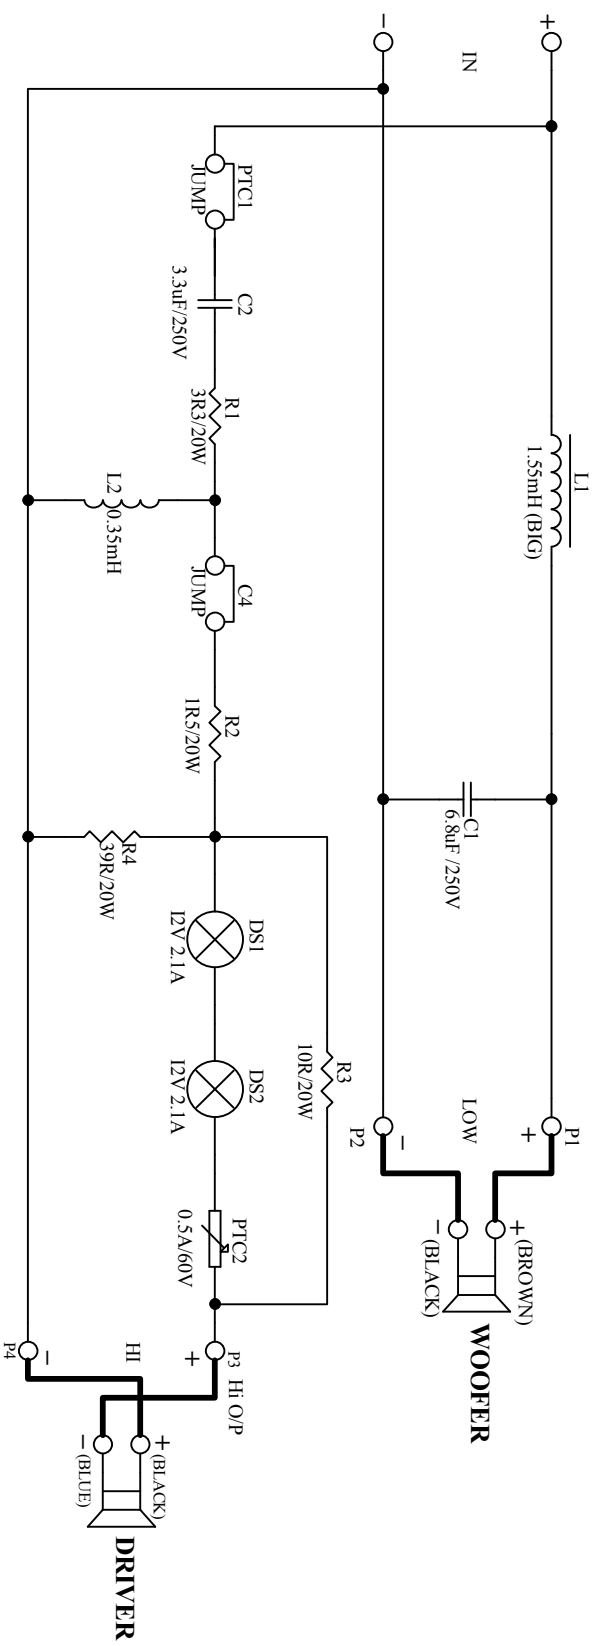 +
IN
−
L1
1.55mH (BIG)
C1
6.8uF /250V
P1
+
LOW
−
P2
+ (BROWN)
− (BLACK)
WOOFER
PTC1
JUMP
C2
3.3uF/250V
R1
3R3/20W
L2 0.35mH
C4
JUMP
R2
1R5/20W
R4
39R/20W
R3
10R/20W
DS1
I2V 2.1A
DS2
I2V 2.1A
PTC2
0.5A/60V
P3 Hi O/P
+
HI
−
P4
+ (BLACK)
− (BLUE)
DRIVER